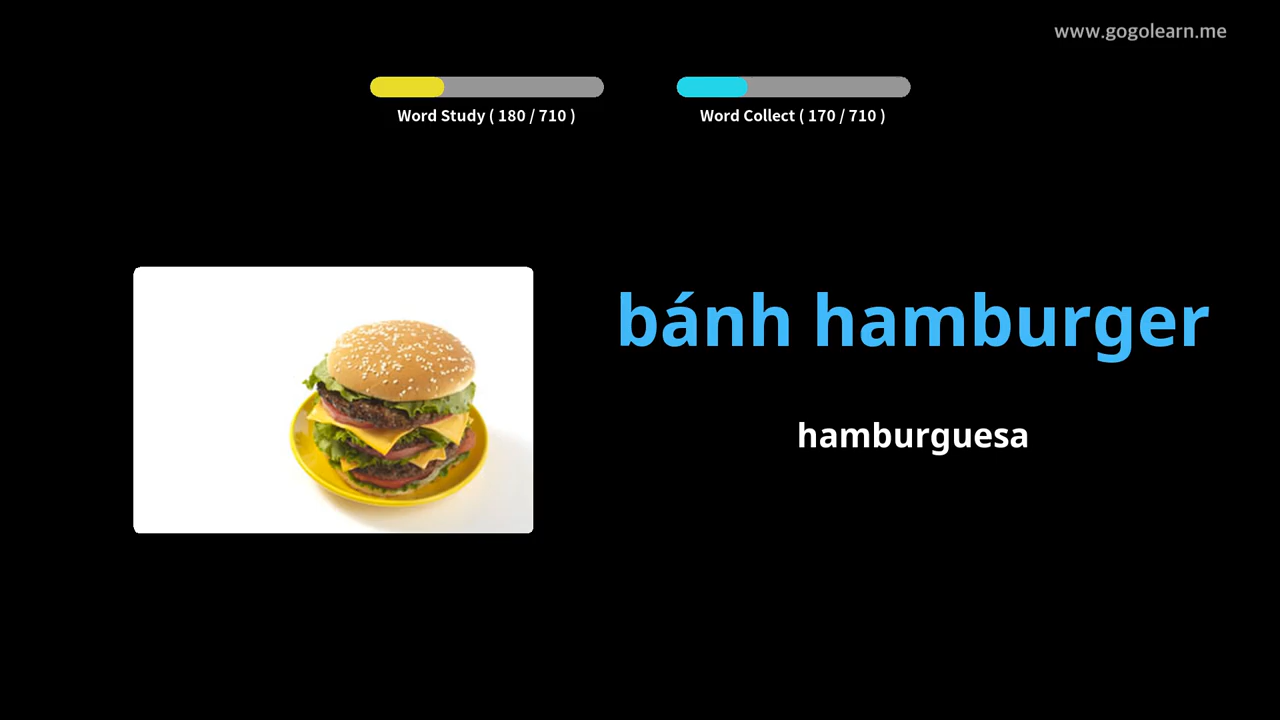 www.gogolearn.me
Word Study ( 180 / 710 )
Word Collect ( 170 / 710 )
bánh hamburger
hamburguesa